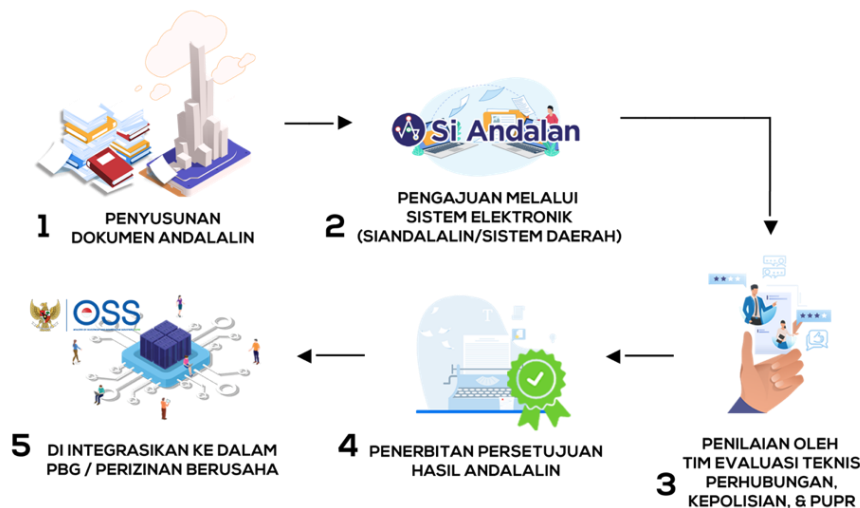 1
PENYUSUNAN
DOKUMEN ANDALALIN
Si Andalan
2
PENGAJUAN MELALUI
SISTEM ELEKTRONIK
(SIANDALALIN/SISTEM DAERAH)
3
PENILAIAN OLEH
TIM EVALUASI TEKNIS
PERHUBUNGAN,
KEPOLISIAN, & PUPR
T
4
PENERBITAN PERSETUJUAN
HASIL ANDALALIN
OSS
5
DI INTEGRASIKAN KE DALAM
PBG / PERIZINAN BERUSAHA